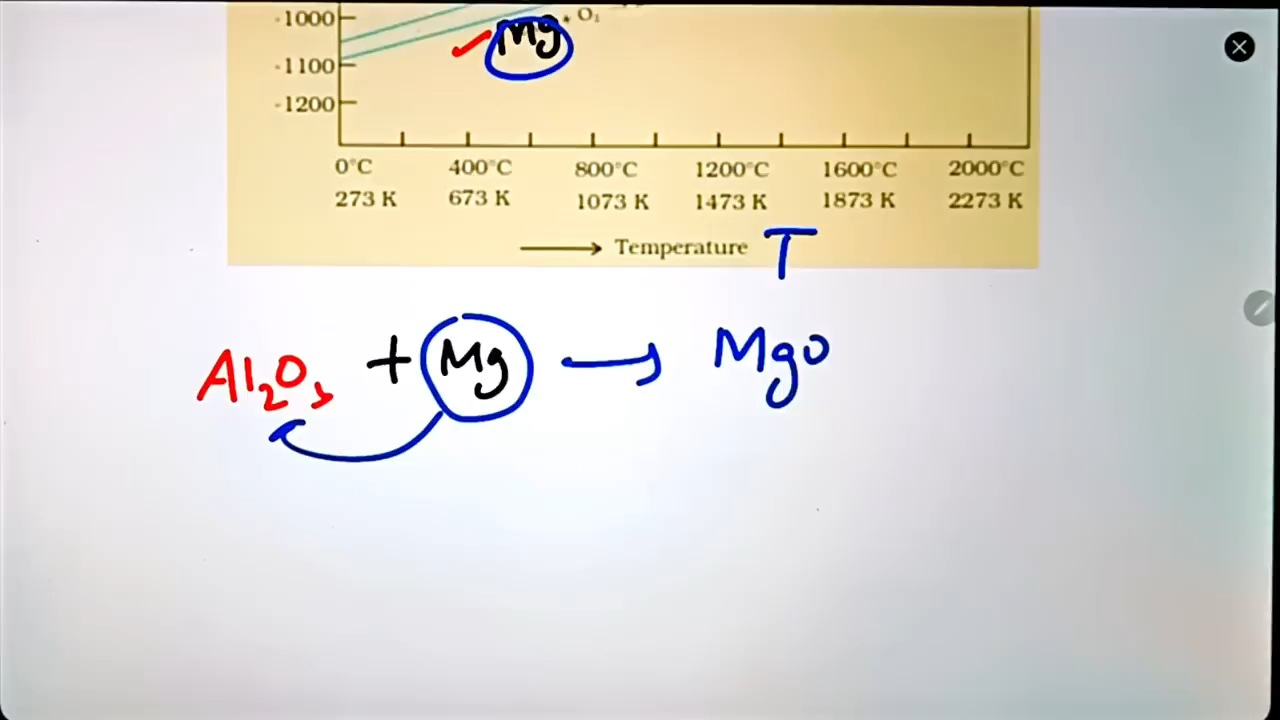 -1000
Mg O₂
-1100
-1200
0°C 400°C 800°C 1200°C 1600°C 2000°C
273 K 673 K 1073 K 1473 K 1873 K 2273 K
Temperature T
Al₂O₃ + Mg → MgO